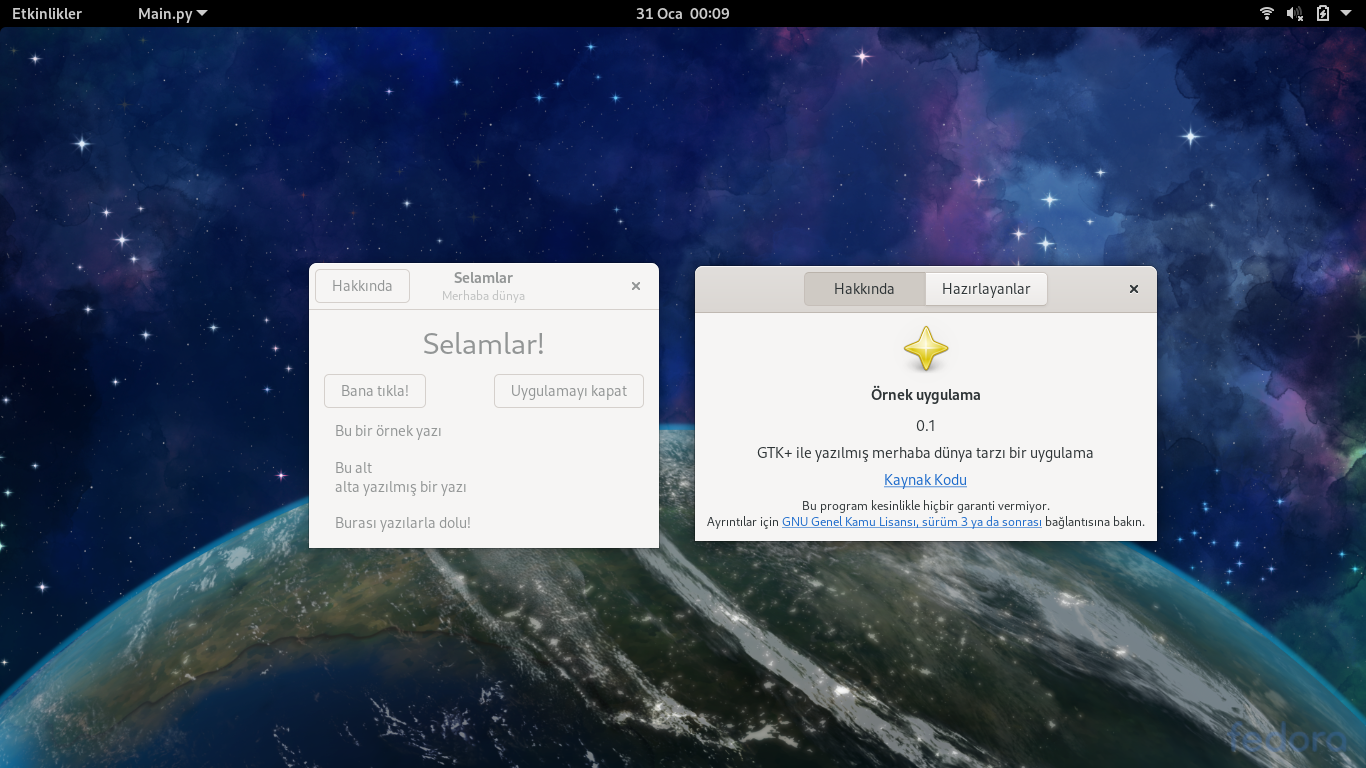 Etkinlikler
Main.py
31 Oca 00:09
Hakkında
Selamlar
Merhaba dünya
Selamlar!
Bana tıkla!
Uygulamayı kapat
Bu bir örnek yazı
Bu alt
alta yazılmış bir yazı
Burası yazılarla dolu!
Hakkında
Hazırlayanlar
Örnek uygulama
0.1
GTK+ ile yazılmış merhaba dünya tarzı bir uygulama
Kaynak Kodu
Bu program kesinlikle hiçbir garanti vermiyor.
Ayrıntılar için GNU Genel Kamu Lisansı, sürüm 3 ya da sonrası bağlantısına bakın.
fedora